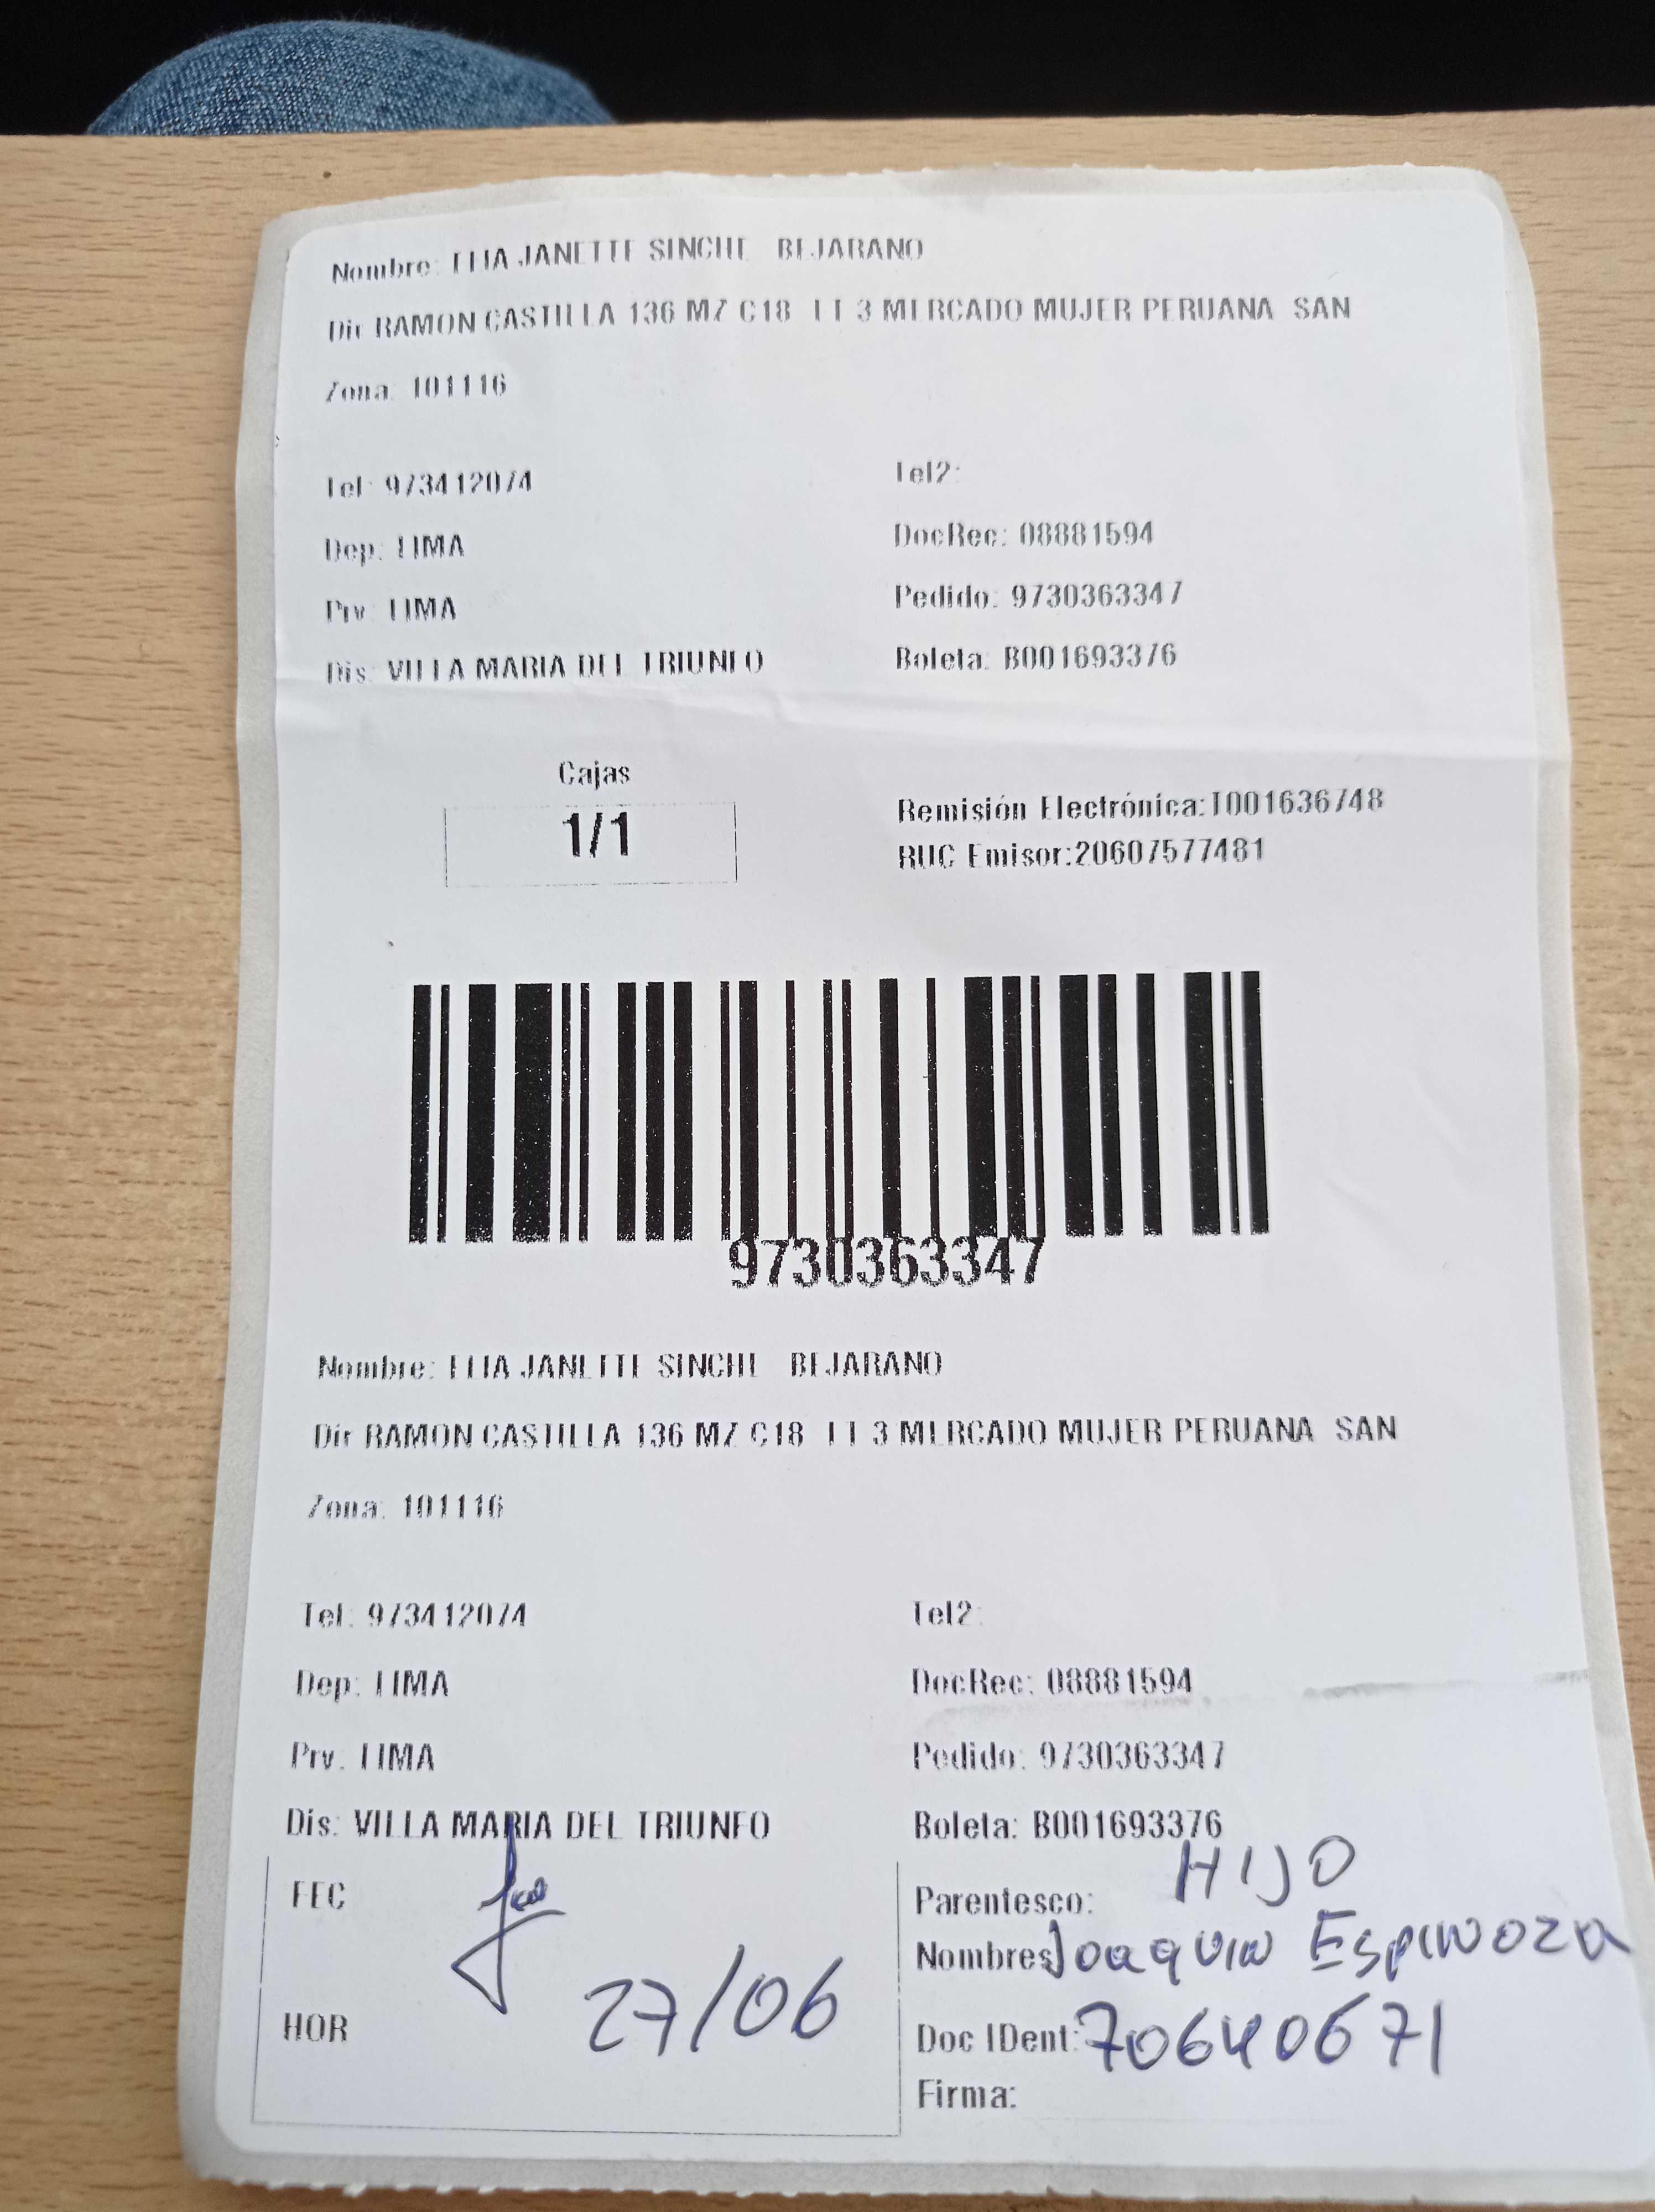 Nombre: ELIA JANETTE SINCHE BEJARANO
Dir RAMON CASTILLA 136 MZ C18 LT 3 MERCADO MUJER PERUANA SAN
Zona: 101116
Tel: 973412074 Tel2:
Dep: LIMA DocRec: 08881594
Prv: LIMA Pedido: 9730363347
Dis: VILLA MARIA DEL TRIUNFO Boleta: B001693376
Cajas
1/1
Remisión Electrónica:T001636748
RUC Emisor:20607577481
9730363347
Nombre: ELIA JANETTE SINCHE BEJARANO
Dir RAMON CASTILLA 136 MZ C18 LT 3 MERCADO MUJER PERUANA SAN
Zona: 101116
Tel: 973412074 Tel2:
Dep: LIMA DocRec: 08881594
Prv: LIMA Pedido: 9730363347
Dis: VILLA MARIA DEL TRIUNFO Boleta: B001693376
FEC
Parentesco: HIJO
Nombres Joaquin Espinoza
HOR 27/06
Doc IDent: 70640671
Firma: